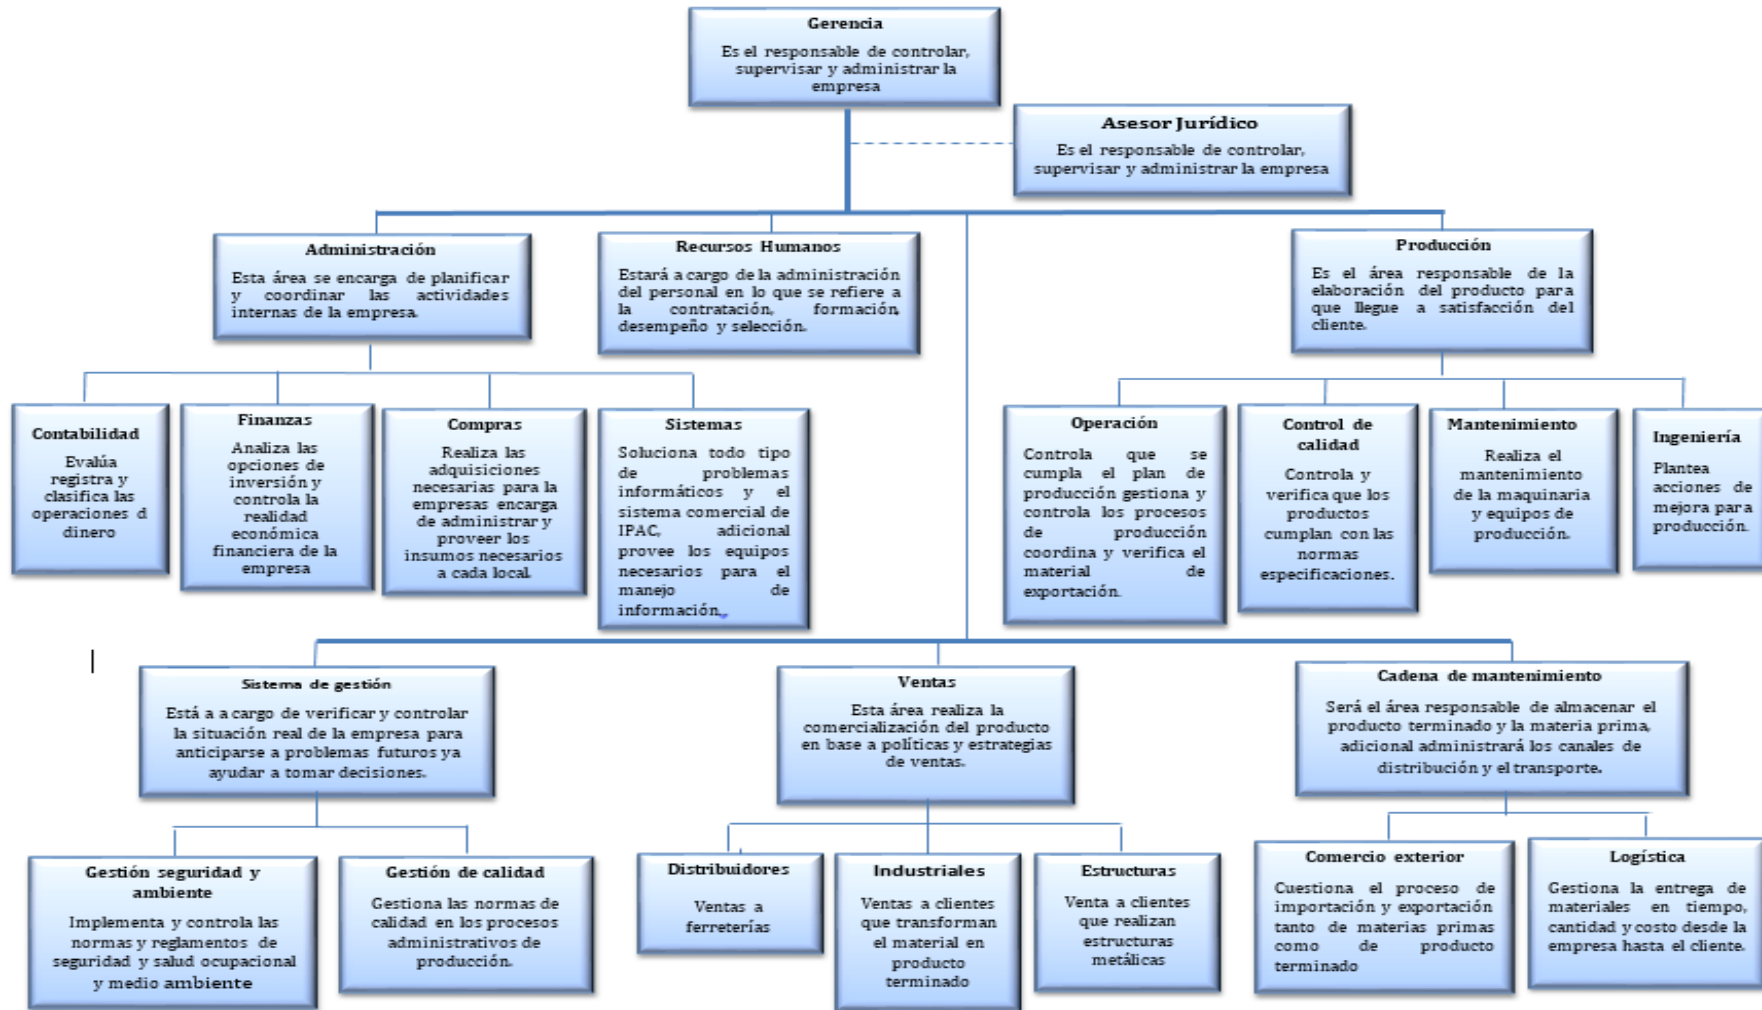 Gerencia
Es el responsable de controlar,
supervisar y administrar la
empresa
Asesor Jurídico
Es el responsable de controlar,
supervisar y administrar la empresa
Administración
Esta área se encarga de planificar
y coordinar las actividades
internas de la empresa.
Recursos Humanos
Estará a cargo de la administración
del personal en lo que se refiere a
la contratación, formación,
desempeño y selección.
Producción
Es el área responsable de la
elaboración del producto para
que llegue a satisfacción del
cliente.
Contabilidad
Evalúa
registra y
clasifica las
operaciones d
dinero
Finanzas
Analiza las
opciones de
inversión y
controla la
realidad
económica
financiera de la
empresa
Compras
Realiza las
adquisiciones
necesarias para la
empresas encarga
de administrar y
proveer los
insumos necesarios
a cada local.
Sistemas
Soluciona todo tipo
de problemas
informáticos y el
sistema comercial de
IPAC, adicional
provee los equipos
necesarios para el
manejo de
información.
Operación
Controla que se
cumpla el plan de
producción gestiona y
controla los procesos
de producción
coordina y verifica el
material de
exportación.
Control de
calidad
Controla y
verifica que los
productos
cumplan con las
normas
especificaciones.
Mantenimiento
Realiza el
mantenimiento
de la maquinaria
y equipos de
producción.
Ingeniería
Plantea
acciones de
mejora para
producción.
Sistema de gestión
Está a a cargo de verificar y controlar
la situación real de la empresa para
anticiparse a problemas futuros ya
ayudar a tomar decisiones.
Ventas
Esta área realiza la
comercialización del producto
en base a políticas y estrategias
de ventas.
Cadena de mantenimiento
Será el área responsable de almacenar el
producto terminado y la materia prima,
adicional administrará los canales de
distribución y el transporte.
Gestión seguridad y
ambiente
Implementa y controla las
normas y reglamentos de
seguridad y salud ocupacional
y medio ambiente
Gestión de calidad
Gestiona las normas de
calidad en los procesos
administrativos de
producción.
Distribuidores
Ventas a
ferreterías
Industriales
Ventas a clientes
que transforman
el material en
producto
terminado
Estructuras
Venta a clientes
que realizan
estructuras
metálicas
Comercio exterior
Cuestiona el proceso de
importación y exportación
tanto de materias primas
como de producto
terminado
Logística
Gestiona la entrega de
materiales en tiempo,
cantidad y costo desde la
empresa hasta el cliente.